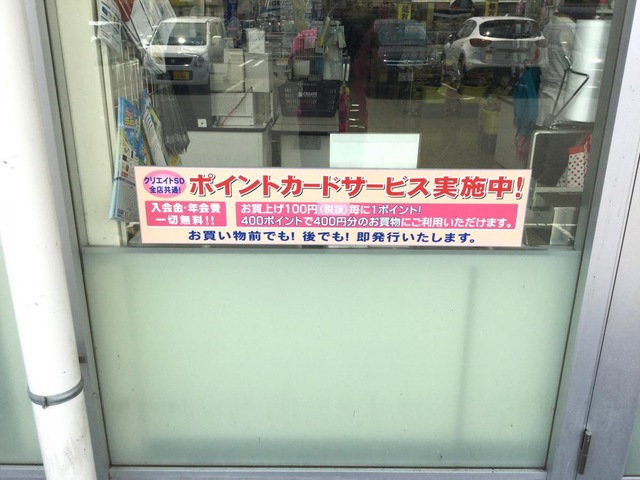 クリエイトSD
全店共通!
ポイントカードサービス実施中!
入会金・年会費
一切無料!!
お買上げ100円(税抜)毎に1ポイント!
400ポイントで400円分のお買物にご利用いただけます。
お買い物前でも! 後でも! 即発行いたします。